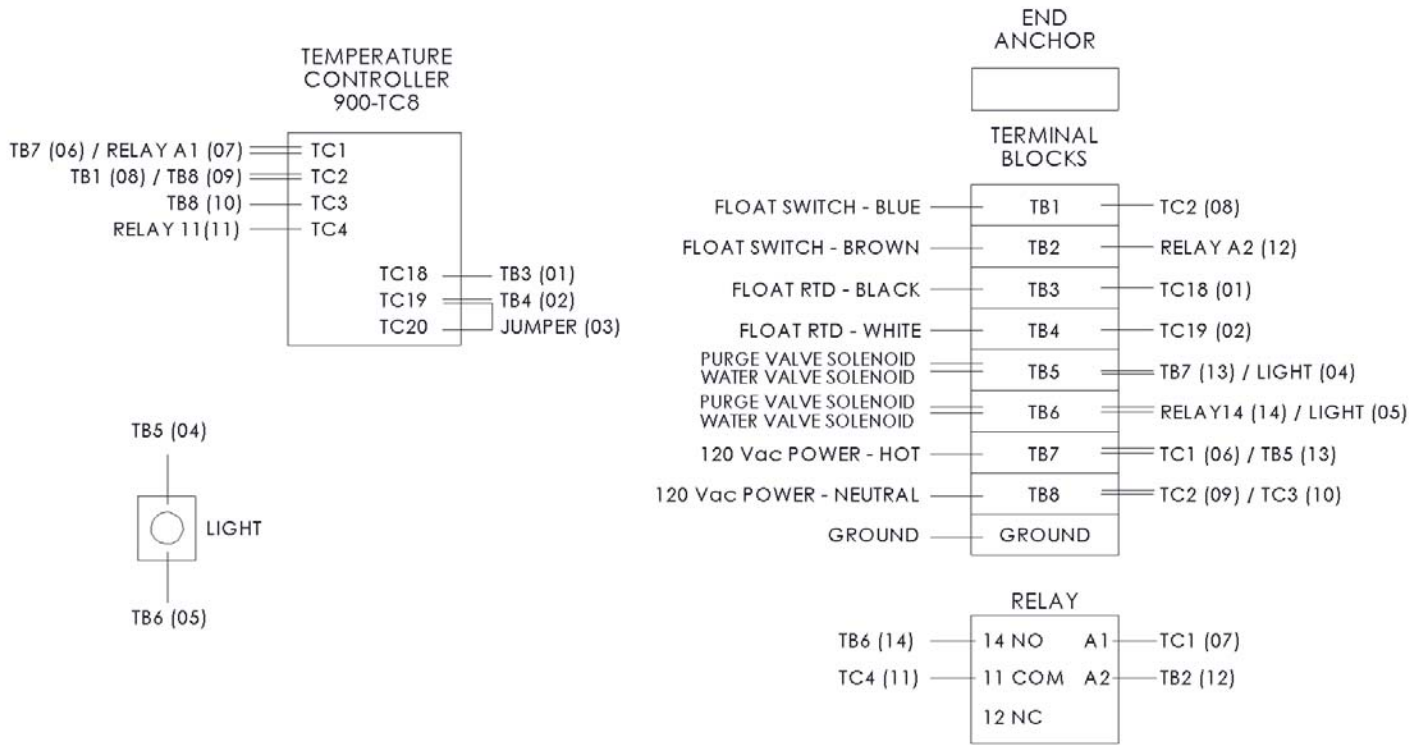 TEMPERATURE
CONTROLLER
900-TC8
TB7 (06) / RELAY A1 (07) TC1
TB1 (08) / TB8 (09) TC2
TB8 (10) TC3
RELAY 11(11) TC4
TC18 TB3 (01)
TC19 TB4 (02)
TC20 JUMPER (03)
TB5 (04)
LIGHT
TB6 (05)
END
ANCHOR
TERMINAL
BLOCKS
FLOAT SWITCH - BLUE TB1 TC2 (08)
FLOAT SWITCH - BROWN TB2 RELAY A2 (12)
FLOAT RTD - BLACK TB3 TC18 (01)
FLOAT RTD - WHITE TB4 TC19 (02)
PURGE VALVE SOLENOID
WATER VALVE SOLENOID TB5 TB7 (13) / LIGHT (04)
PURGE VALVE SOLENOID
WATER VALVE SOLENOID TB6 RELAY14 (14) / LIGHT (05)
120 Vac POWER - HOT TB7 TC1 (06) / TB5 (13)
120 Vac POWER - NEUTRAL TB8 TC2 (09) / TC3 (10)
GROUND GROUND
RELAY
TB6 (14) 14 NO A1 TC1 (07)
TC4 (11) 11 COM A2 TB2 (12)
12 NC